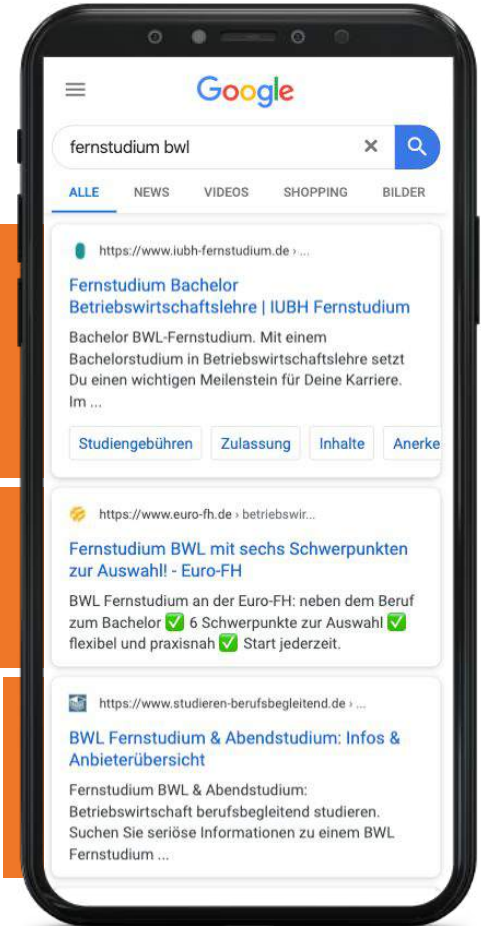 Google
fernstudium bwl
ALLE NEWS VIDEOS SHOPPING BILDER
https://www.iubh-fernstudium.de › ...
Fernstudium Bachelor
Betriebswirtschaftslehre | IUBH Fernstudium
Bachelor BWL-Fernstudium. Mit einem
Bachelorstudium in Betriebswirtschaftslehre setzt
Du einen wichtigen Meilenstein für Deine Karriere.
Im ...
Studiengebühren Zulassung Inhalte Anerke
https://www.euro-fh.de › betriebswir...
Fernstudium BWL mit sechs Schwerpunkten
zur Auswahl! - Euro-FH
BWL Fernstudium an der Euro-FH: neben dem Beruf
zum Bachelor ✅ 6 Schwerpunkte zur Auswahl ✅
flexibel und praxisnah ✅ Start jederzeit.
https://www.studieren-berufsbegleitend.de › ...
BWL Fernstudium & Abendstudium: Infos &
Anbieterübersicht
Fernstudium BWL & Abendstudium:
Betriebswirtschaft berufsbegleitend studieren.
Suchen Sie seriöse Informationen zu einem BWL
Fernstudium ...